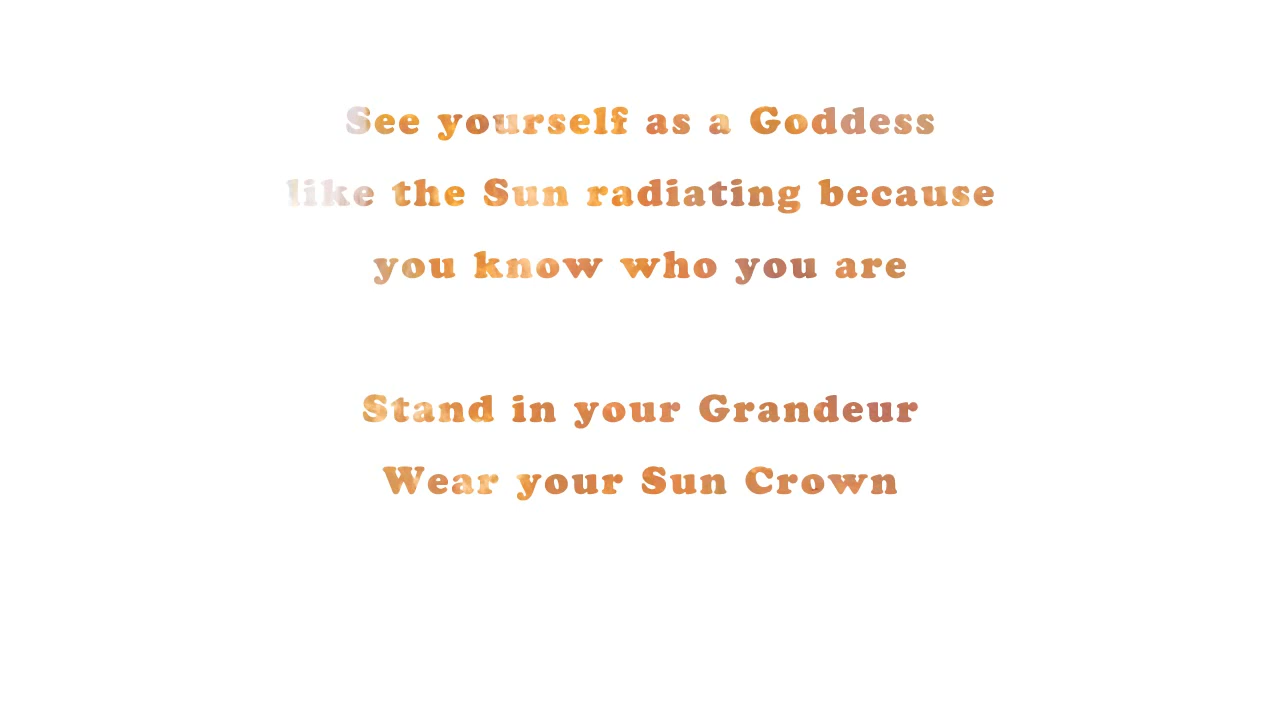 See yourself as a Goddess
like the Sun radiating because
you know who you are
Stand in your Grandeur
Wear your Sun Crown